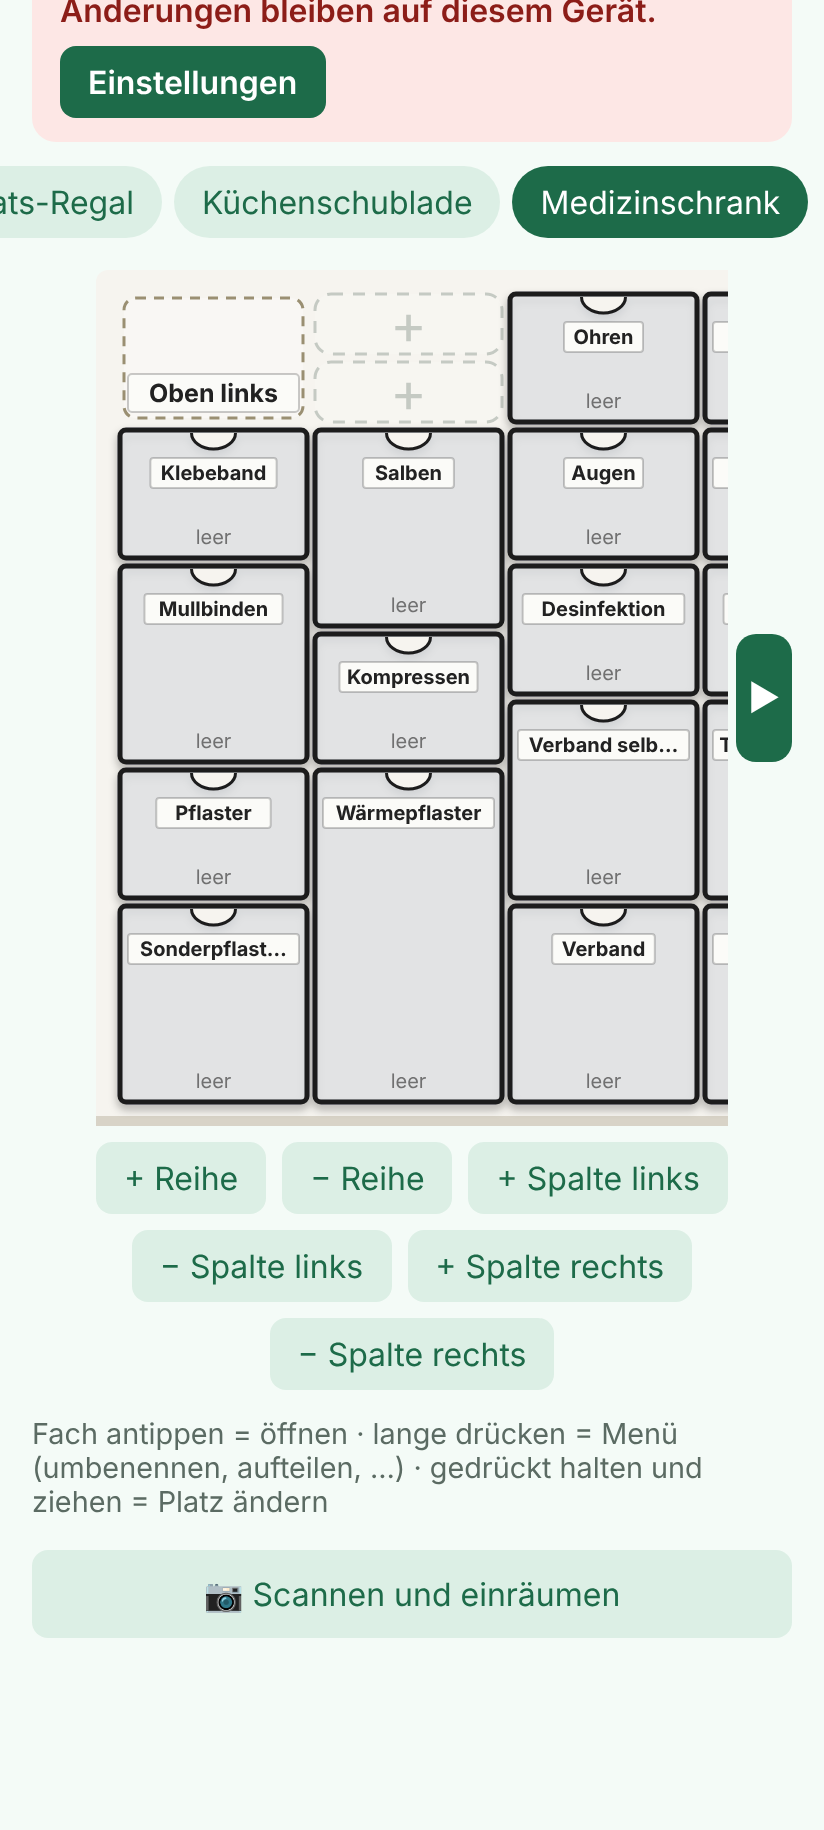 Änderungen bleiben auf diesem Gerät.
Einstellungen
ats-Regal
Küchenschublade
Medizinschrank
Oben links
+
+
Ohren
leer
Klebeband
leer
Salben
leer
Augen
leer
Mullbinden
leer
Kompressen
leer
Desinfektion
leer
Verband selb...
leer
T
Pflaster
leer
Wärmepflaster
leer
Sonderpflast...
leer
Verband
leer
+ Reihe
− Reihe
+ Spalte links
− Spalte links
+ Spalte rechts
− Spalte rechts
Fach antippen = öffnen · lange drücken = Menü
(umbenennen, aufteilen, ...) · gedrückt halten und
ziehen = Platz ändern
Scannen und einräumen